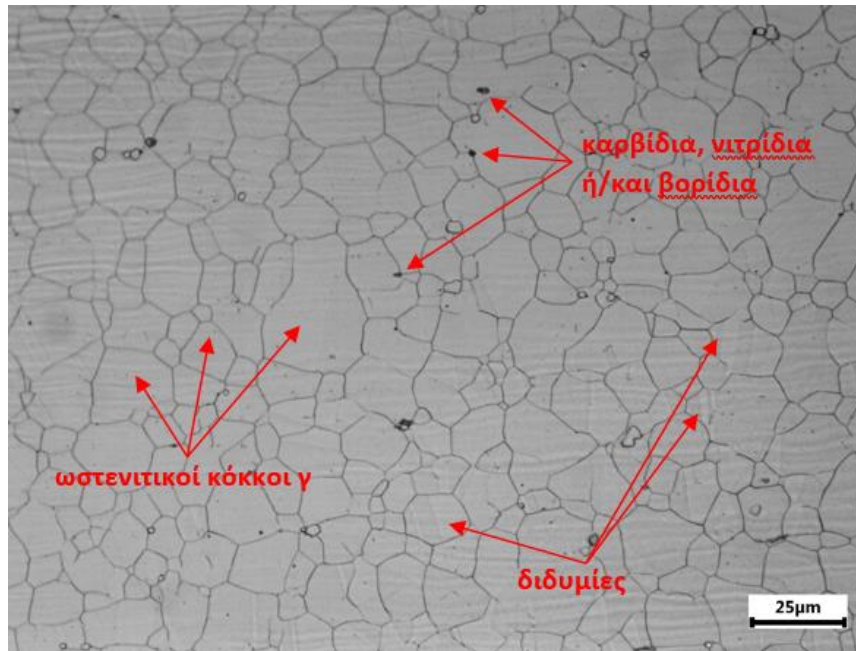 καρβίδια, νιτρίδια
ή/και βορίδια
ωστενιτικοί κόκκοι γ
διδυμίες
25μm